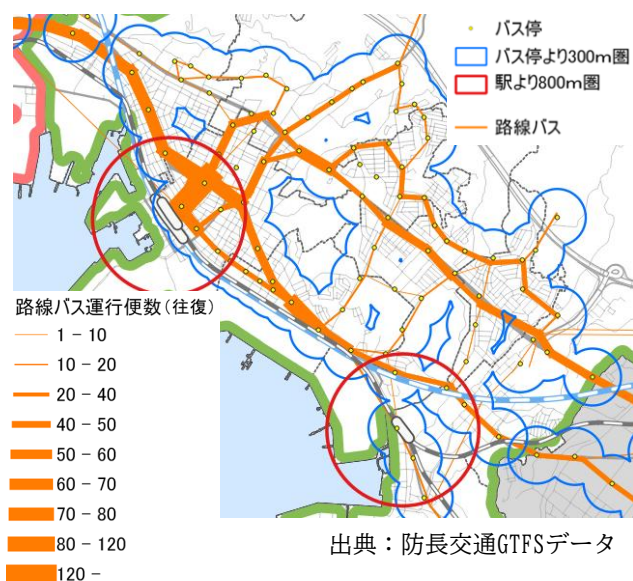 バス停
バス停より300m圏
駅より800m圏
路線バス
路線バス運行便数(往復)
1 - 10
10 - 20
20 - 40
40 - 50
50 - 60
60 - 70
70 - 80
80 - 120
120 -
出典：防長交通GTFSデータ